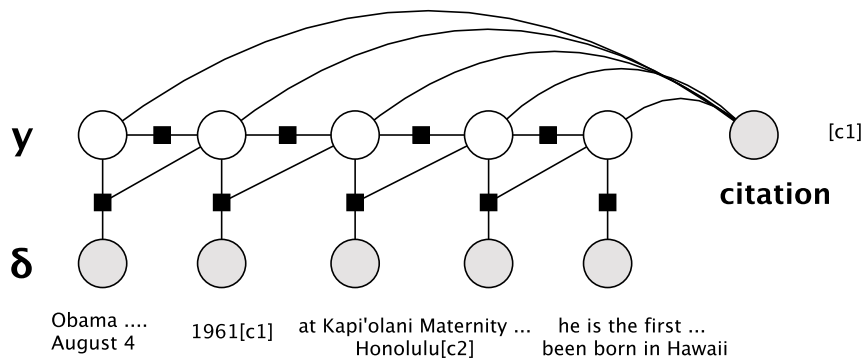 y
[c1]
citation
δ
Obama ....
August 4
1961[c1]
at Kapi'olani Maternity ...
Honolulu[c2]
he is the first ...
been born in Hawaii